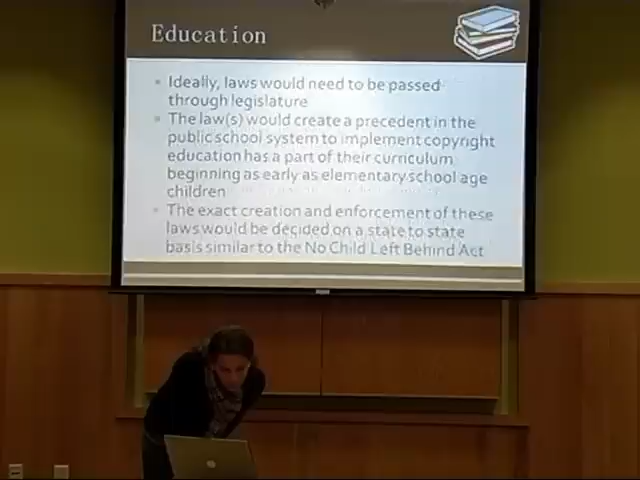 Education
Ideally, laws would need to be passed
through legislature
The law(s) would create a precedent in the
public school system to implement copyright
education has a part of their curriculum
beginning as early as elementary school age
children
The exact creation and enforcement of these
laws would be decided on a state to state
basis similar to the No Child Left Behind Act